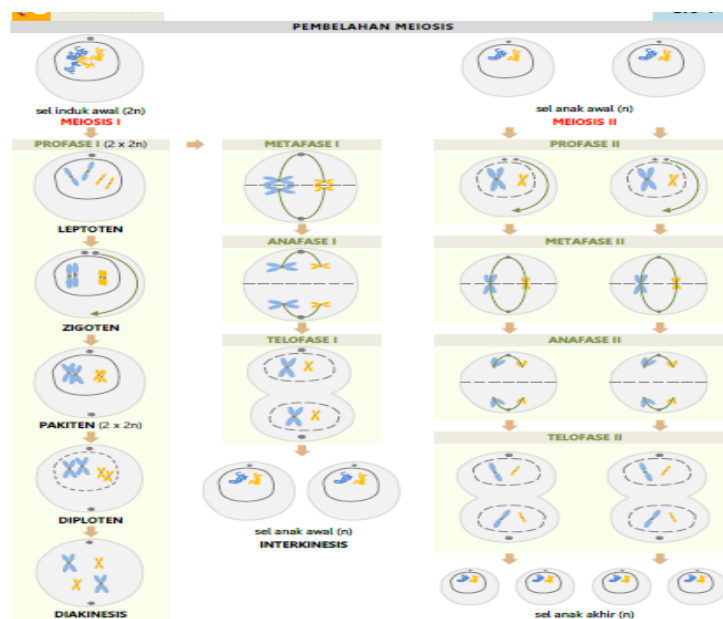 PEMBELAHAN MEIOSIS
sel induk awal (2n)
MEIOSIS I
PROFASE I (2 x 2n)
LEPTOTEN
ZIGOTEN
PAKITEN (2 x 2n)
DIPLOTEN
DIAKINESIS
METAFASE I
ANAFASE I
TELOFASE I
sel anak awal (n)
INTERKINESIS
sel anak awal (n)
MEIOSIS II
PROFASE II
METAFASE II
ANAFASE II
TELOFASE II
sel anak akhir (n)